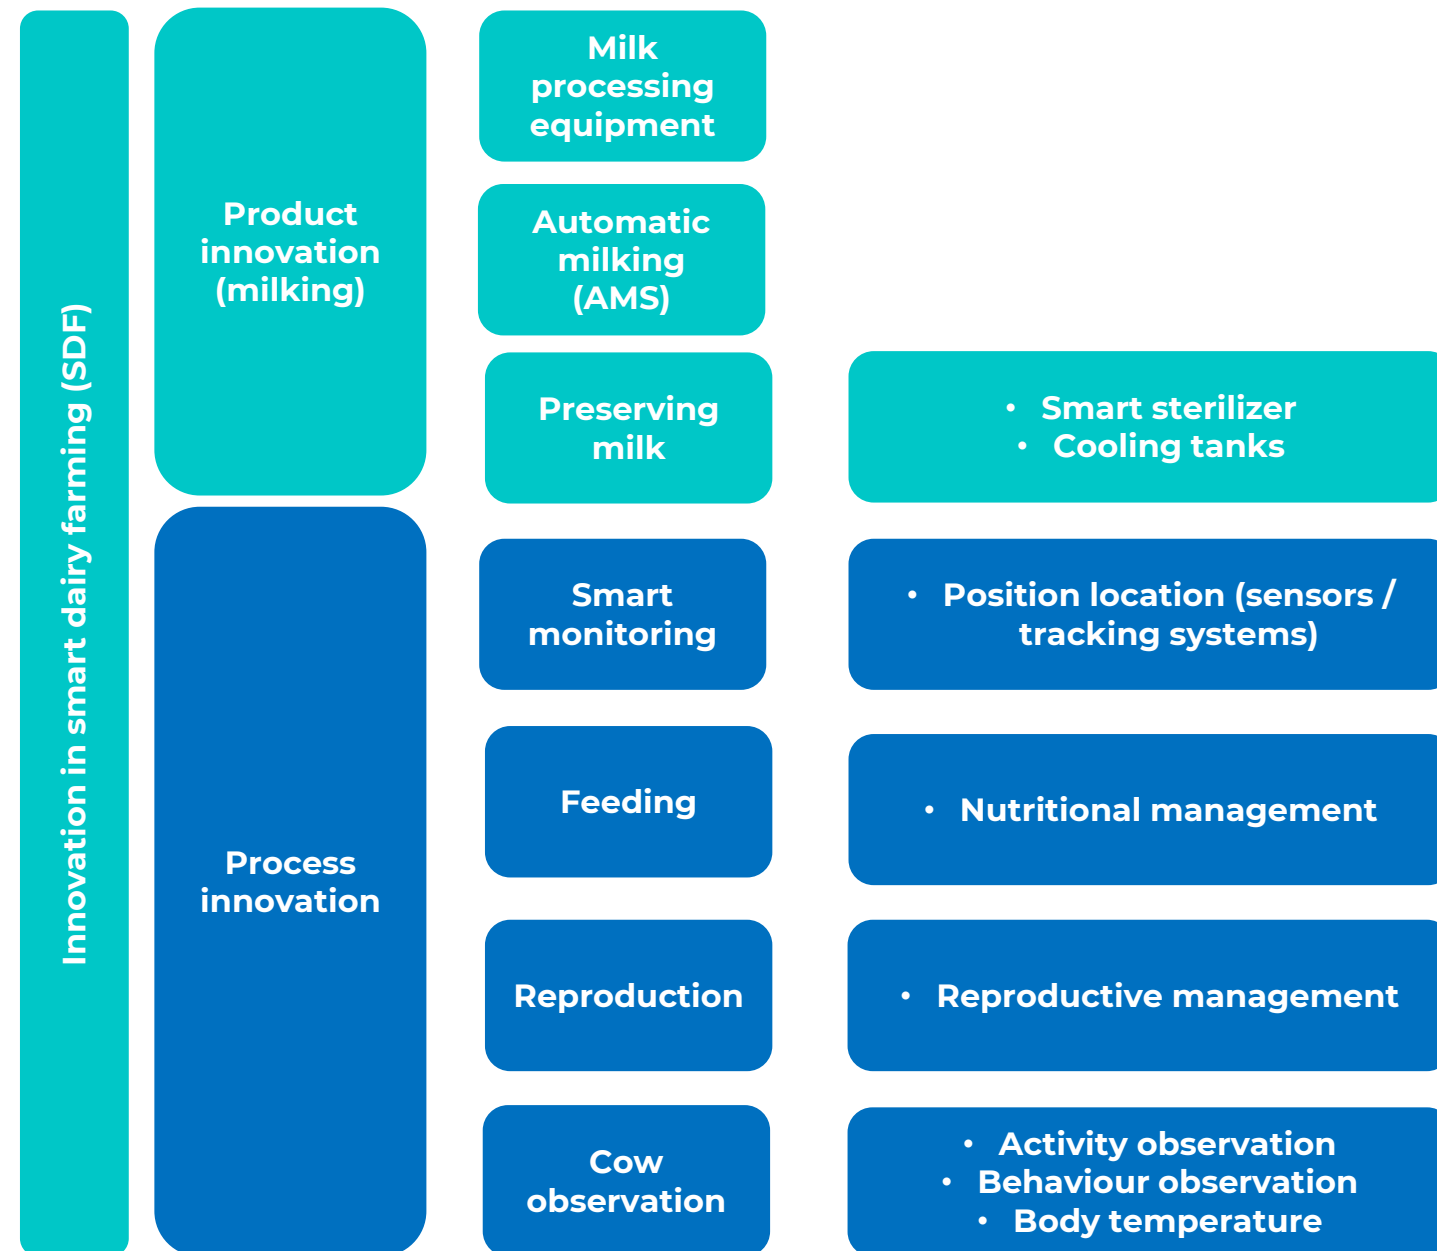 Innovation in smart dairy farming (SDF)
Product
innovation
(milking)
Milk
processing
equipment
Automatic
milking
(AMS)
Preserving
milk
• Smart sterilizer
• Cooling tanks
Process
innovation
Smart
monitoring
• Position location (sensors /
tracking systems)
Feeding
• Nutritional management
Reproduction
• Reproductive management
Cow
observation
• Activity observation
• Behaviour observation
• Body temperature